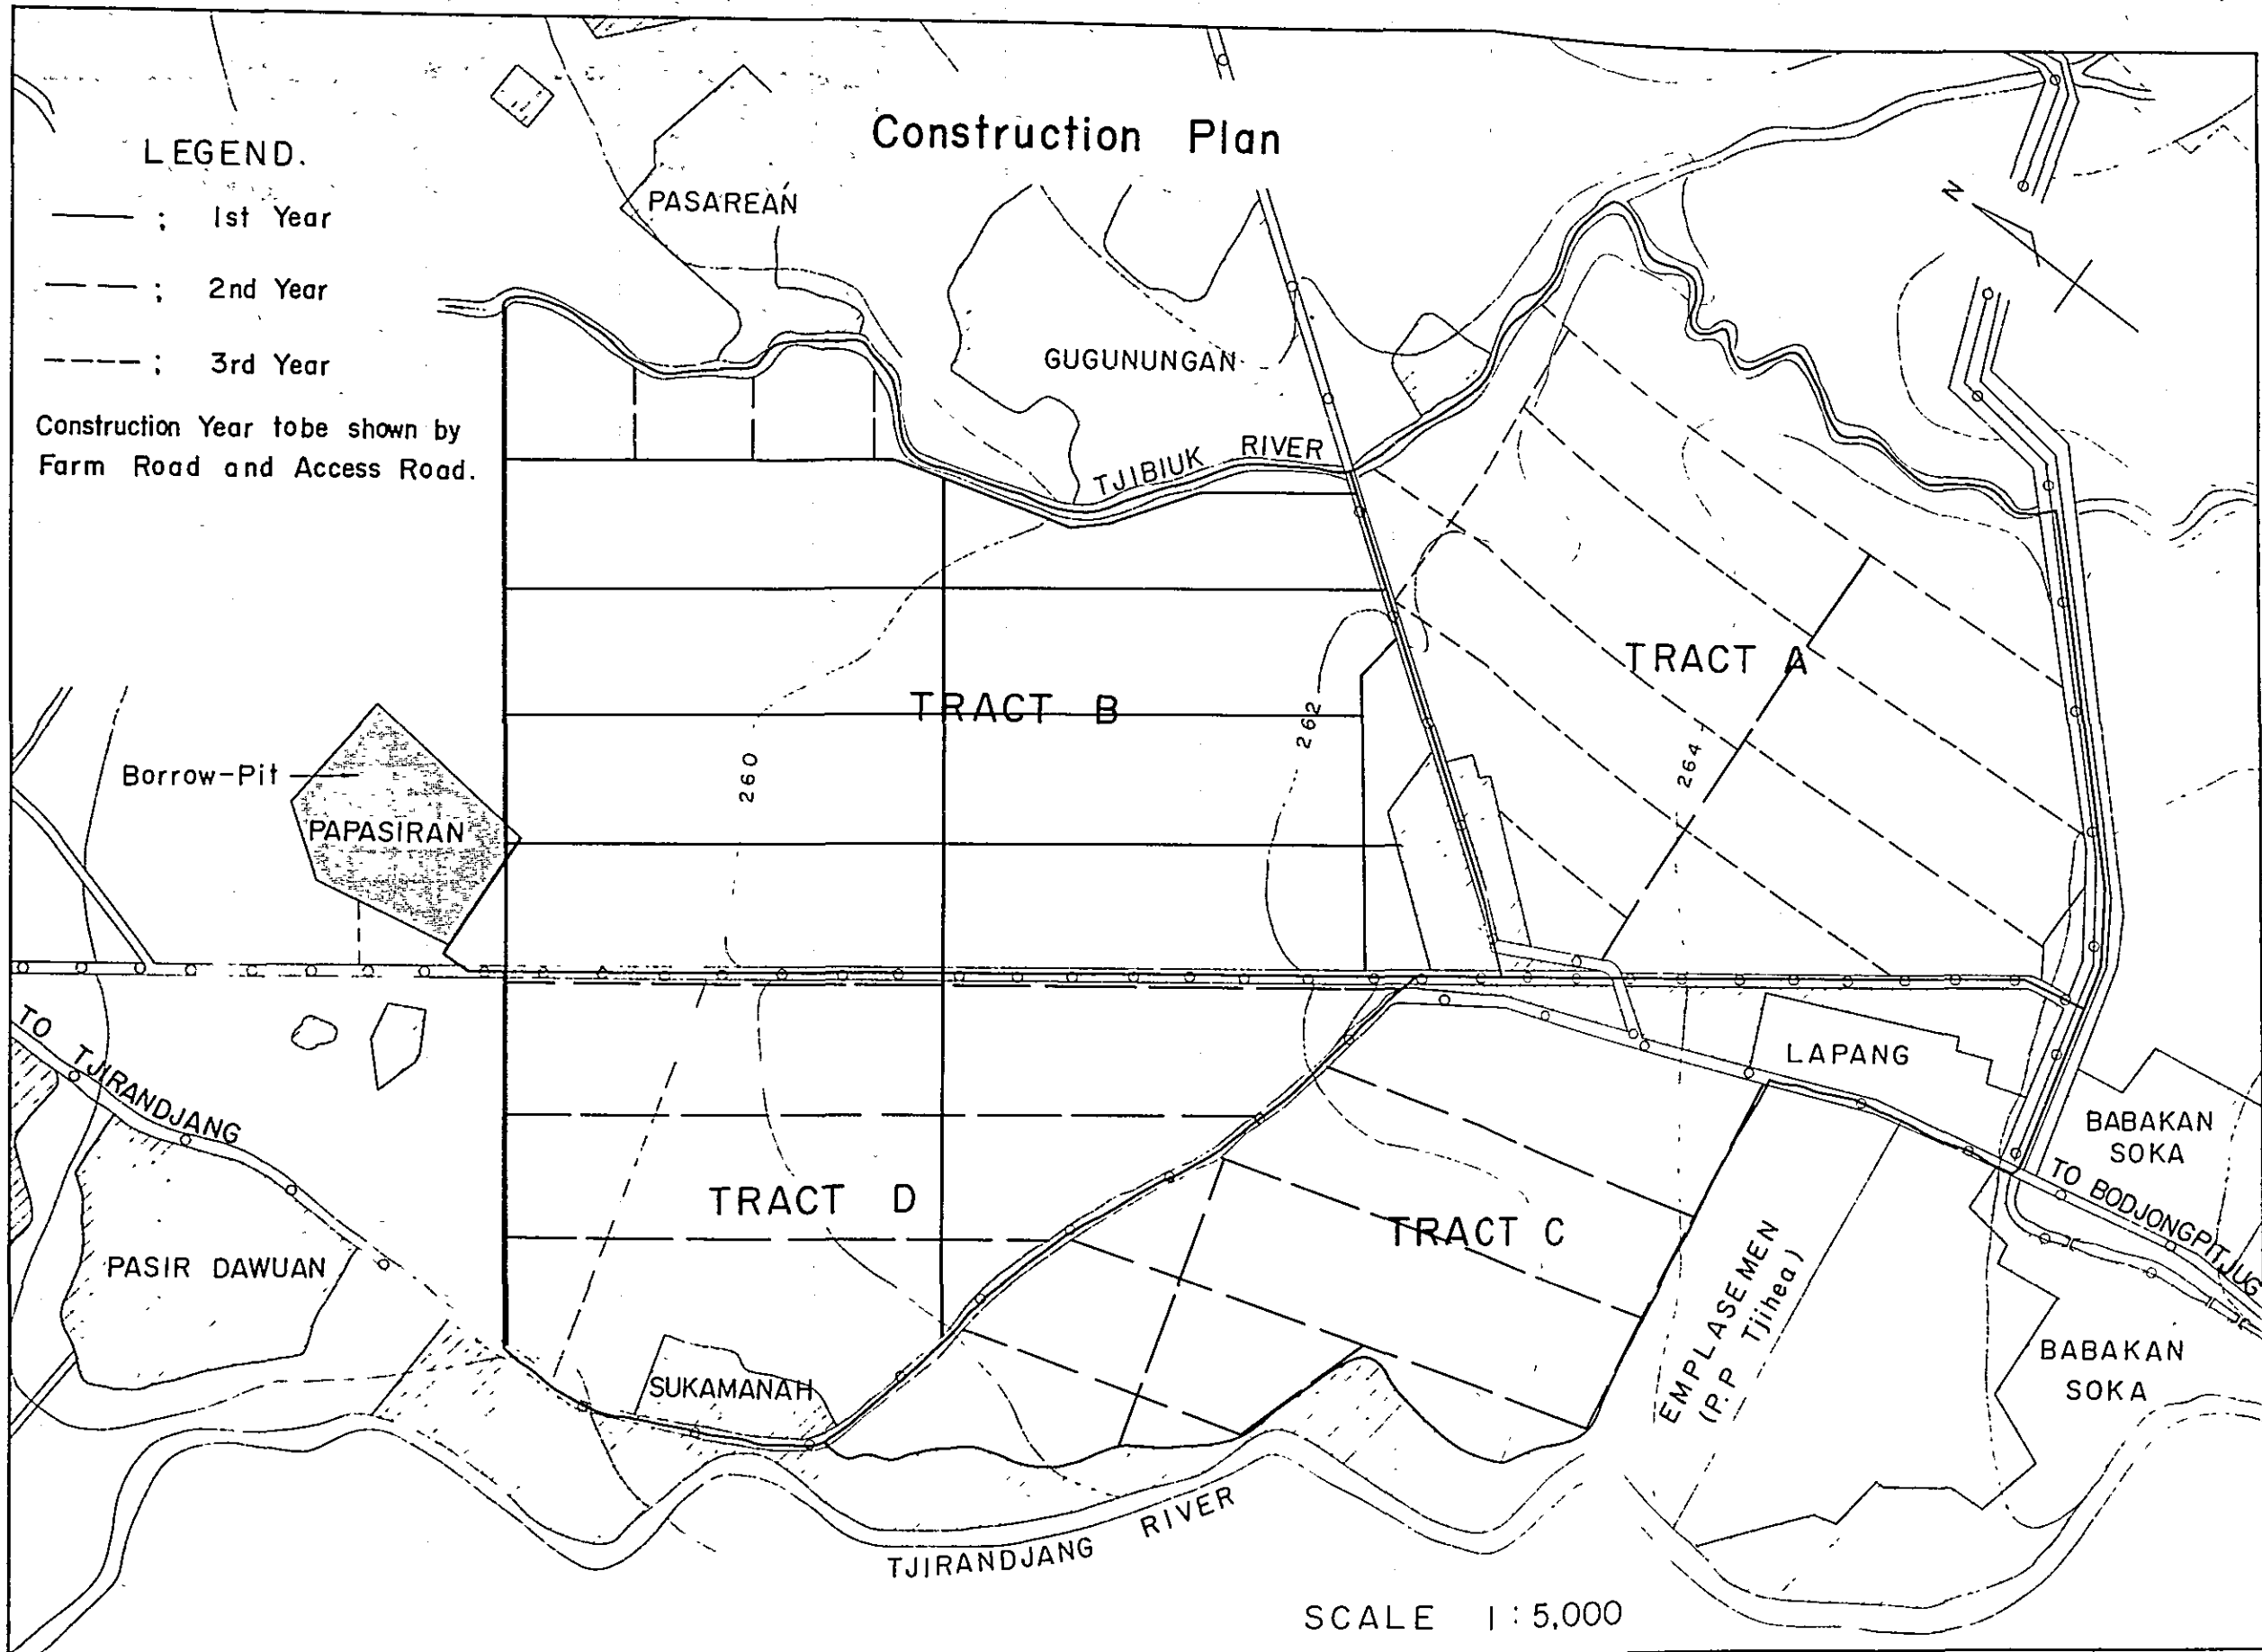 Construction Plan
LEGEND.
; 1st Year
; 2nd Year
; 3rd Year
Construction Year tobe shown by
Farm Road and Access Road.
N
PASAREAN
GUGUNUNGAN
TJIBIUK RIVER
TRACT A
TRACT B
260
262
264
Borrow-Pit
PAPASIRAN
TO TJIRANDJANG
LAPANG
BABAKAN
SOKA
TO BODJONGPITJUG
TRACT D
TRACT C
PASIR DAWUAN
EMPLASEMEN
(P.P Tjihea)
SUKAMANAH
BABAKAN
SOKA
TJIRANDJANG RIVER
SCALE 1 : 5,000